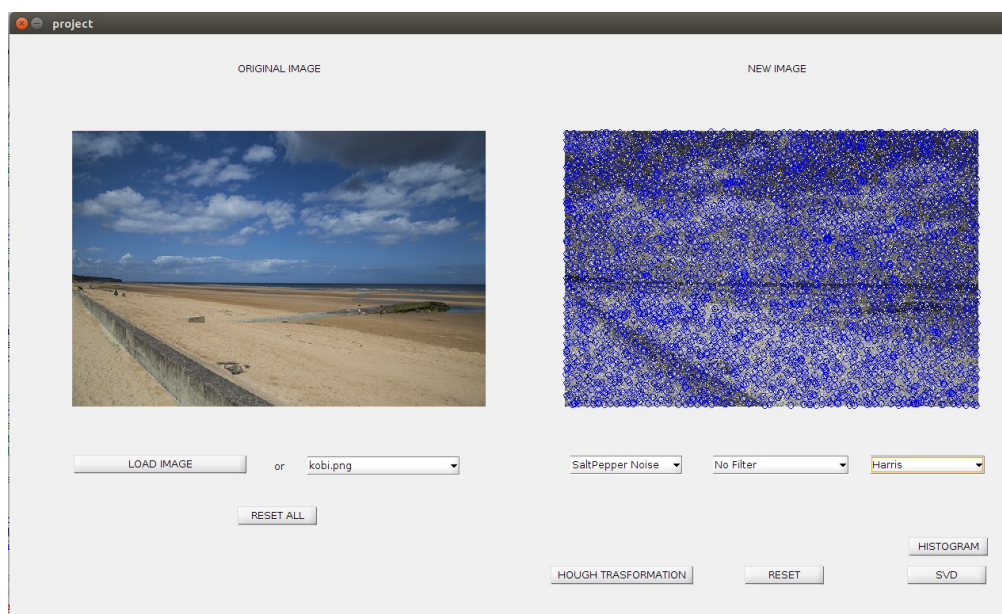 project
ORIGINAL IMAGE
NEW IMAGE
LOAD IMAGE or kobi.png
SaltPepper Noise No Filter Harris
RESET ALL
HISTOGRAM
HOUGH TRASFORMATION RESET SVD